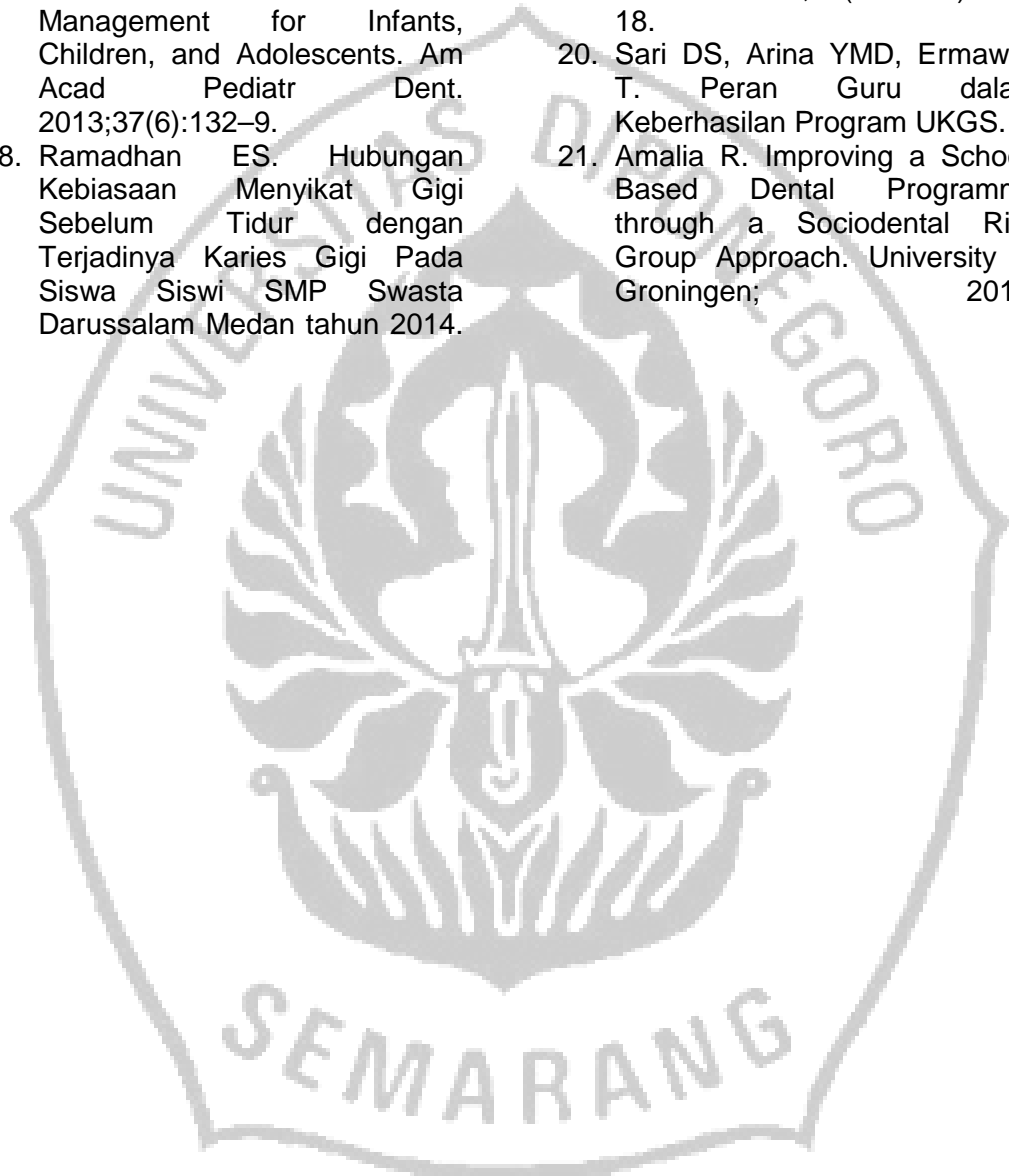 Management for Infants,
Children, and Adolescents. Am
Acad Pediatr Dent.
2013;37(6):132–9.
8. Ramadhan ES. Hubungan
Kebiasaan Menyikat Gigi
Sebelum Tidur dengan
Terjadinya Karies Gigi Pada
Siswa Siswi SMP Swasta
Darussalam Medan tahun 2014.
18.
20. Sari DS, Arina YMD, Ermaw
T. Peran Guru dala
Keberhasilan Program UKGS.
21. Amalia R. Improving a Schoo
Based Dental Programm
through a Sociodental Ri
Group Approach. University
Groningen; 201
UNIVERSITAS DIPONEGORO
SEMARANG